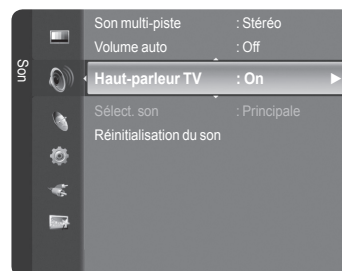 Son
Son multi-piste : Stéréo
Volume auto : Off
Haut-parleur TV : On
Sélect. son : Principale
Réinitialisation du son